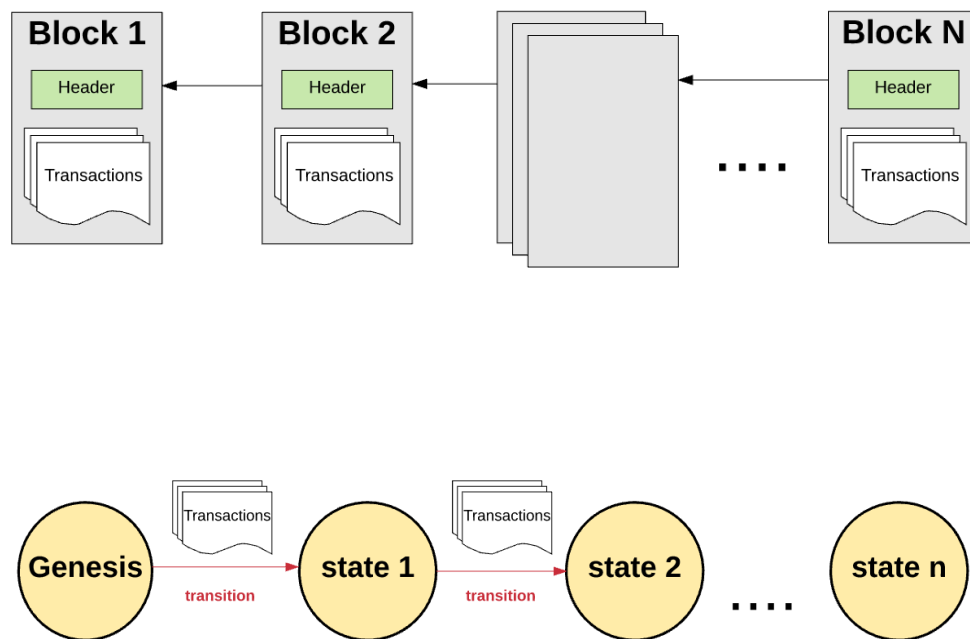 Block 1
Block 2
Block N
Header
Header
Header
Transactions
Transactions
Transactions
....
Transactions
Transactions
Genesis
state 1
state 2
state n
transition
transition
....